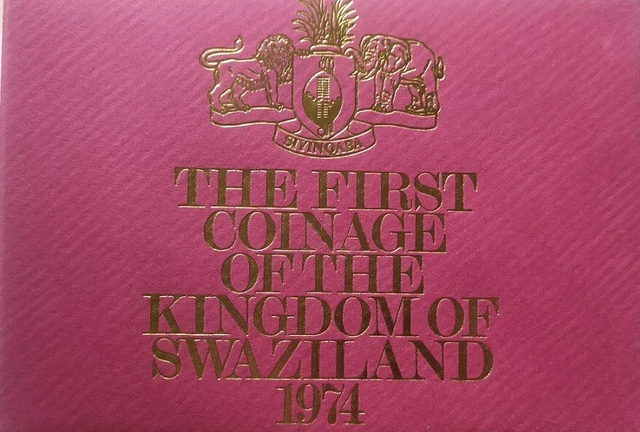 SIYINQABA
THE FIRST
COINAGE
OF THE
KINGDOM OF
SWAZILAND
1974